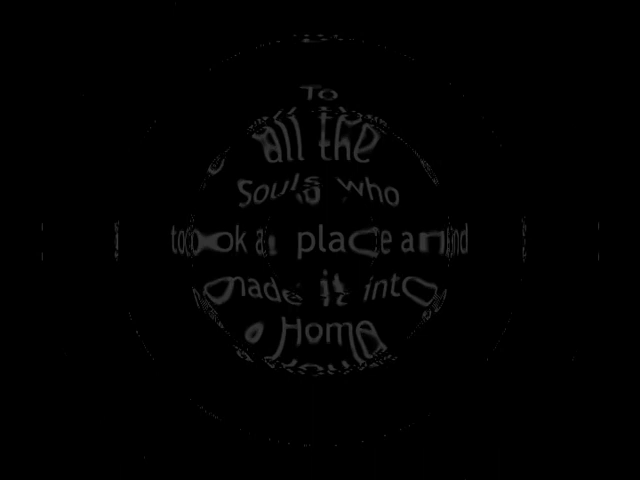 To
all the
Souls who
took a place and
made it into
a Home